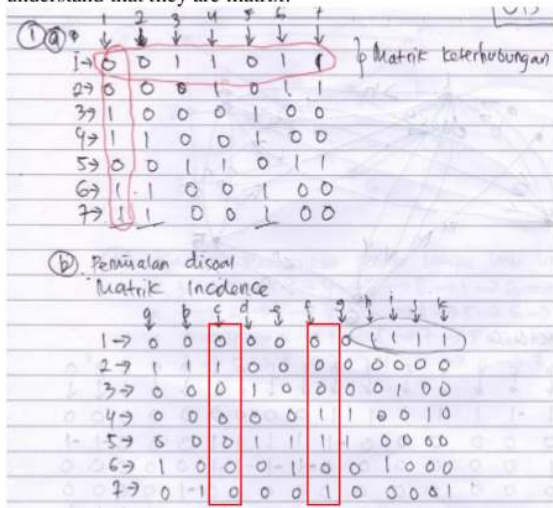 understand that they are matrix.
1 2 3 4 5 6 7
1 a
1→ 0 0 1 1 0 1 1 } Matrik keterhubungan
2→ 0 0 0 1 0 1 1
3→ 1 0 0 0 1 0 0
4→ 1 1 0 0 1 0 0
5→ 0 0 1 1 0 1 1
6→ 1 1 0 0 1 0 0
7→ 1 1 0 0 1 0 0
b. Pemisalan disoal
Matrik Incdence
a b c d e f g h i j k
1→ 0 0 0 0 0 0 0 1 1 1 1
2→ 1 1 1 0 0 0 0 0 0 0 0
3→ 0 0 0 1 0 0 0 0 1 0 0
4→ 0 0 0 0 0 1 1 0 0 1 0
5→ 0 0 0 1 1 1 1 0 0 0 0
6→ 1 0 0 0 -1 0 0 1 0 0 0
7→ 0 -1 0 0 0 1 0 0 0 0 1